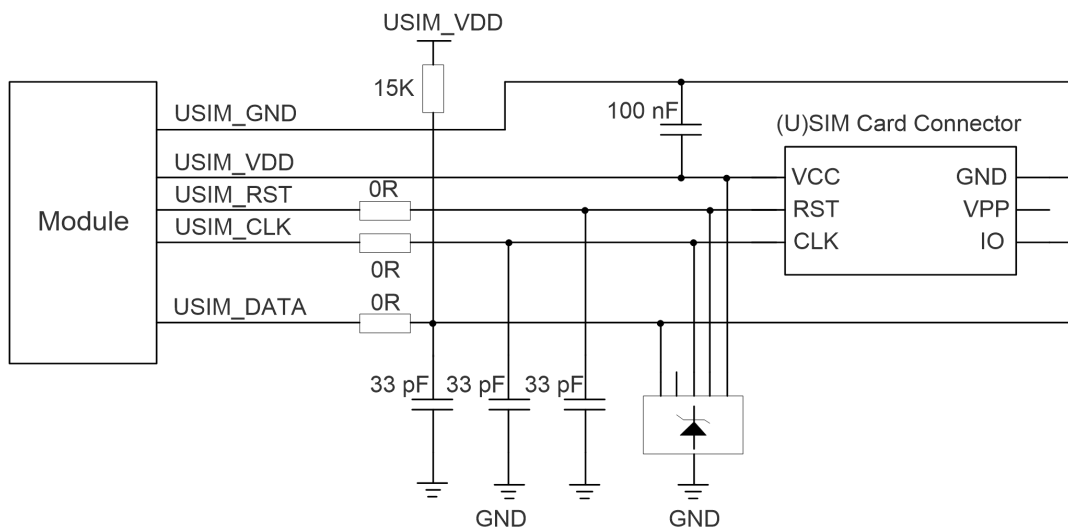 USIM_VDD
15K
USIM_GND
100 nF
(U)SIM Card Connector
USIM_VDD
VCC
GND
USIM_RST
0R
RST
VPP
Module
USIM_CLK
CLK
IO
0R
USIM_DATA
0R
33 pF
33 pF
33 pF
GND
GND